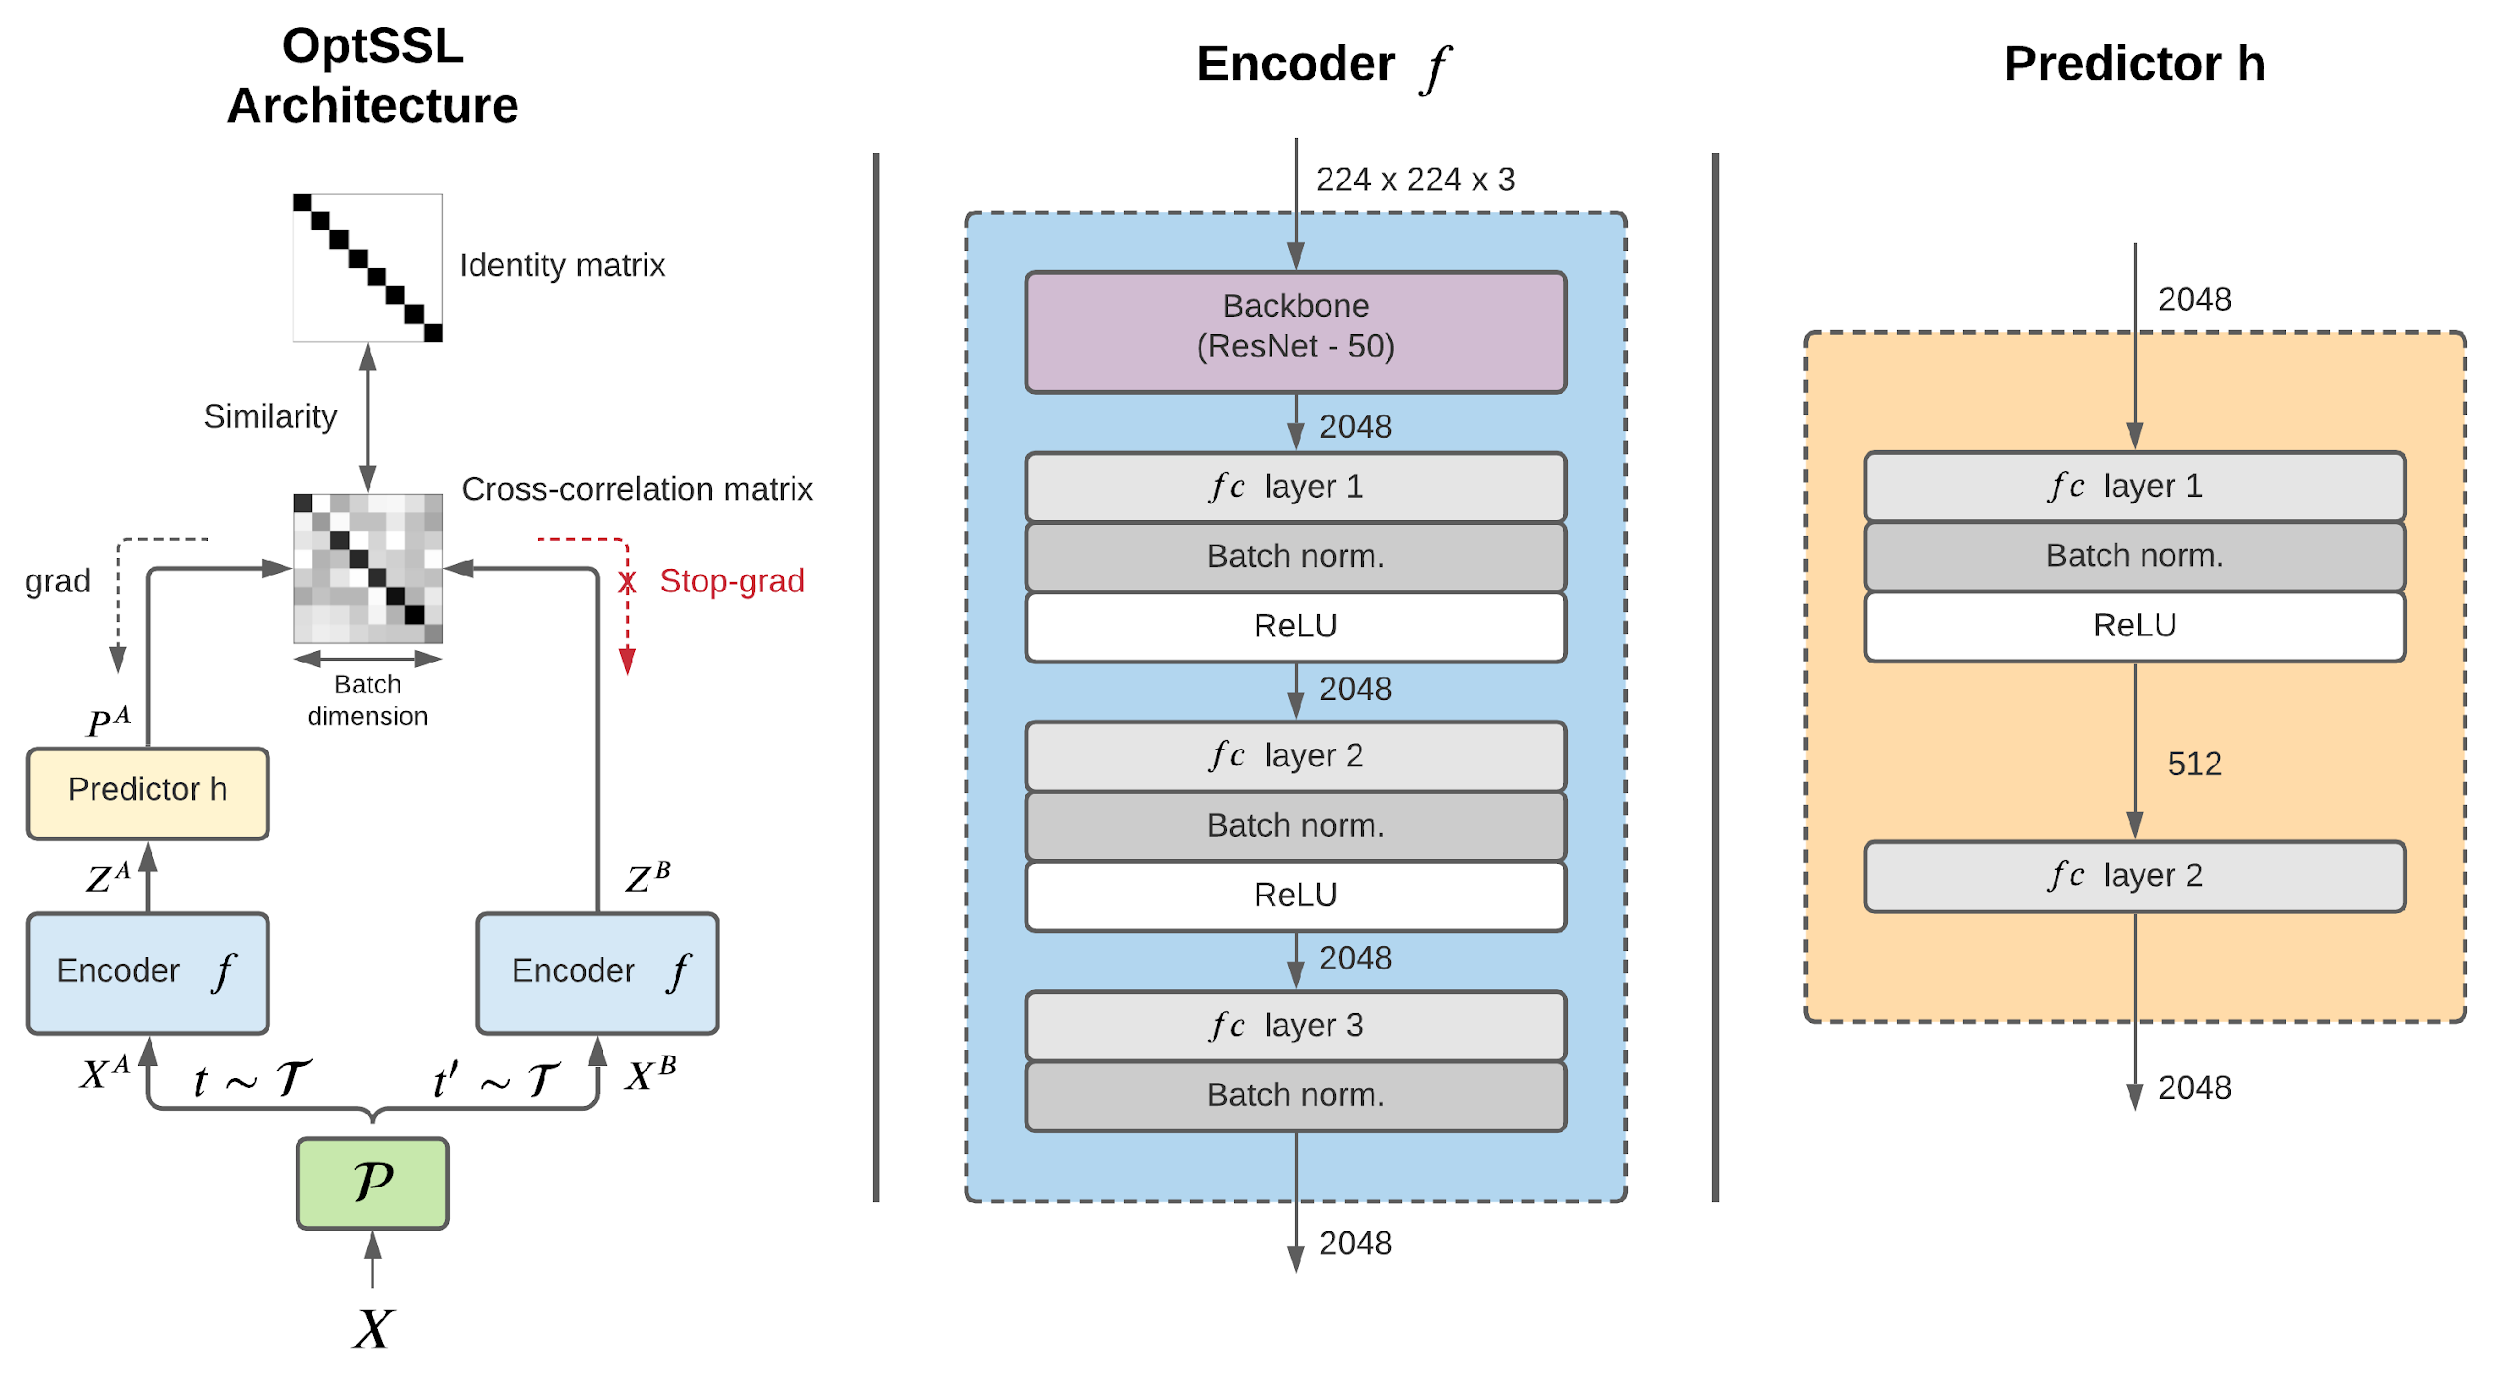 OptSSL
Architecture
Identity matrix
Similarity
Cross-correlation matrix
grad
x Stop-grad
Batch
dimension
P^A
Predictor h
Z^A
Z^B
Encoder f
Encoder f
X^A
t ∼ 𝒯
t′ ∼ 𝒯
X^B
𝒫
X
Encoder f
224 x 224 x 3
Backbone
(ResNet - 50)
2048
fc layer 1
Batch norm.
ReLU
2048
fc layer 2
Batch norm.
ReLU
2048
fc layer 3
Batch norm.
2048
Predictor h
2048
fc layer 1
Batch norm.
ReLU
512
fc layer 2
2048